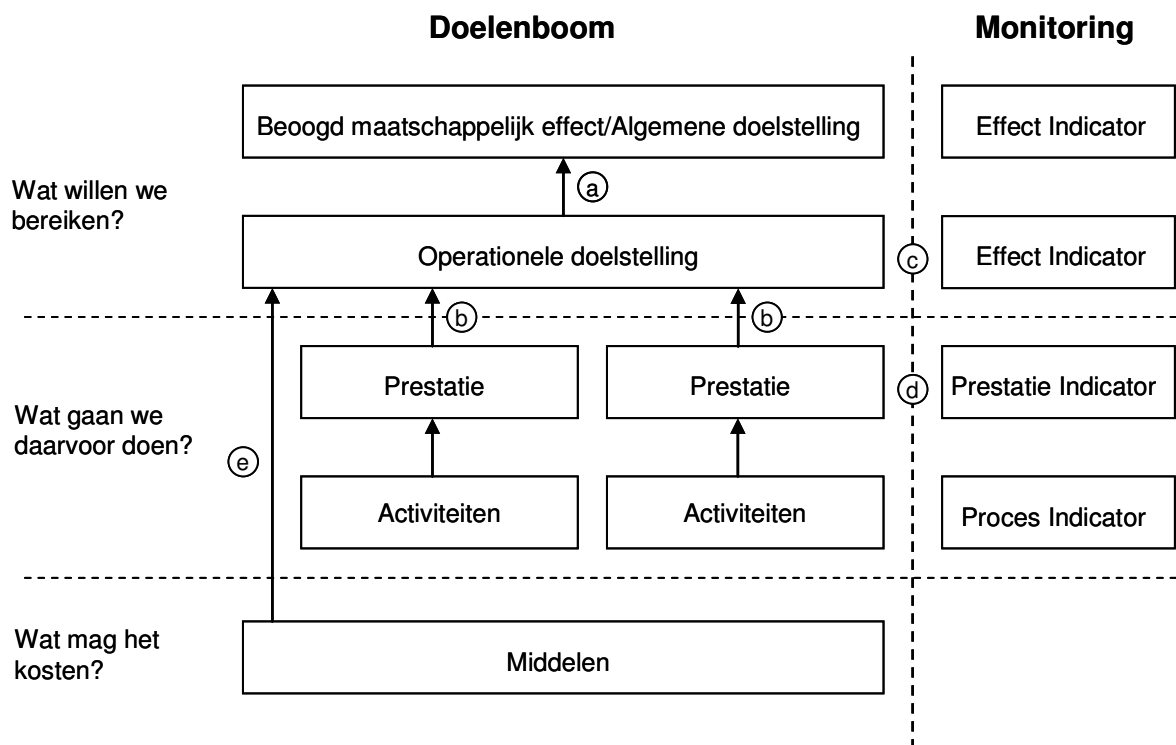 Doelenboom
Monitoring
Beoogd maatschappelijk effect/Algemene doelstelling
Effect Indicator
Wat willen we
bereiken?
a
Operationele doelstelling
c
Effect Indicator
b
b
Prestatie
Prestatie
d
Prestatie Indicator
Wat gaan we
daarvoor doen?
e
Activiteiten
Activiteiten
Proces Indicator
Wat mag het
kosten?
Middelen